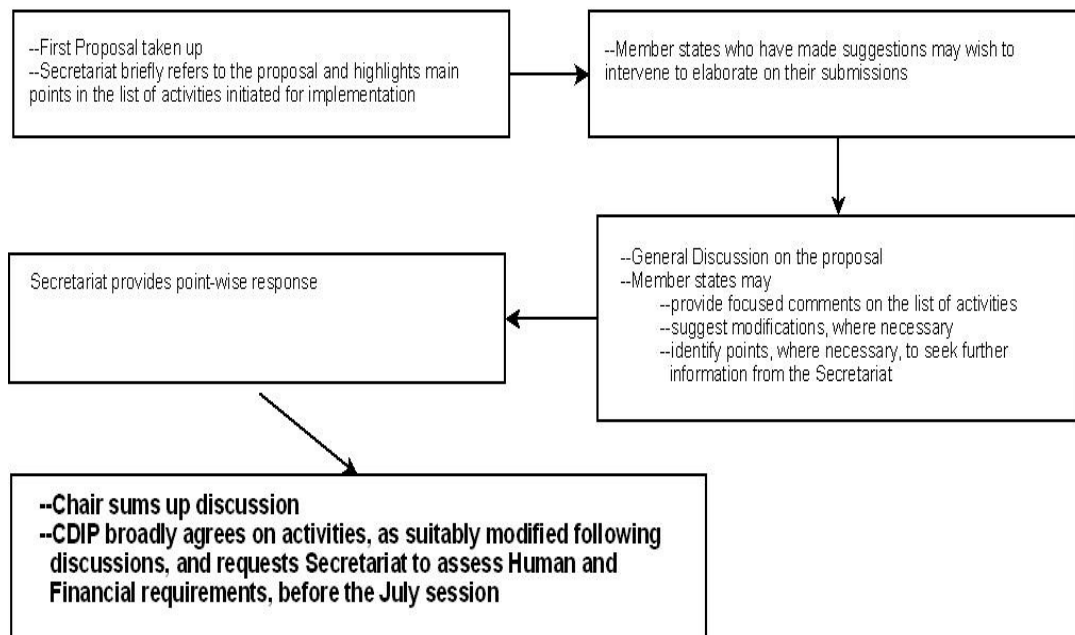 --First Proposal taken up
--Secretariat briefly refers to the proposal and highlights main
points in the list of activities initiated for implementation
--Member states who have made suggestions may wish to
intervene to elaborate on their submissions
--General Discussion on the proposal
--Member states may
--provide focused comments on the list of activities
--suggest modifications, where necessary
--identify points, where necessary, to seek further
information from the Secretariat
Secretariat provides point-wise response
--Chair sums up discussion
--CDIP broadly agrees on activities, as suitably modified following
discussions, and requests Secretariat to assess Human and
Financial requirements, before the July session